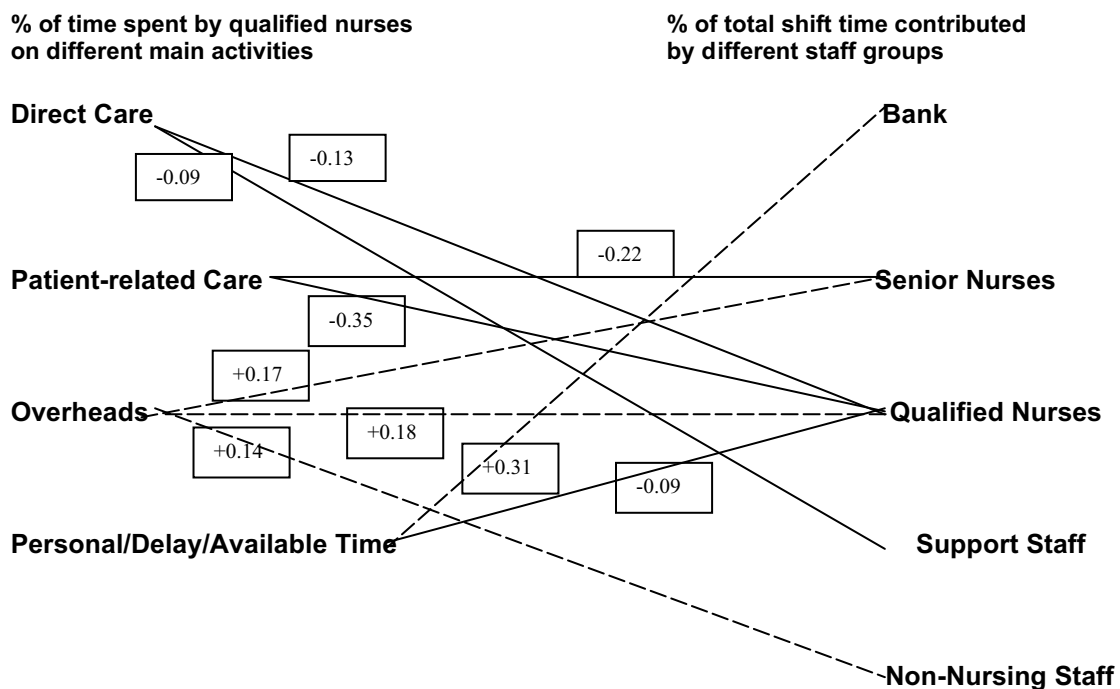 % of time spent by qualified nurses
on different main activities
% of total shift time contributed
by different staff groups
Direct Care
Bank
-0.13
-0.09
-0.22
Patient-related Care
Senior Nurses
-0.35
+0.17
Overheads
Qualified Nurses
+0.18
+0.14
+0.31
-0.09
Personal/Delay/Available Time
Support Staff
Non-Nursing Staff